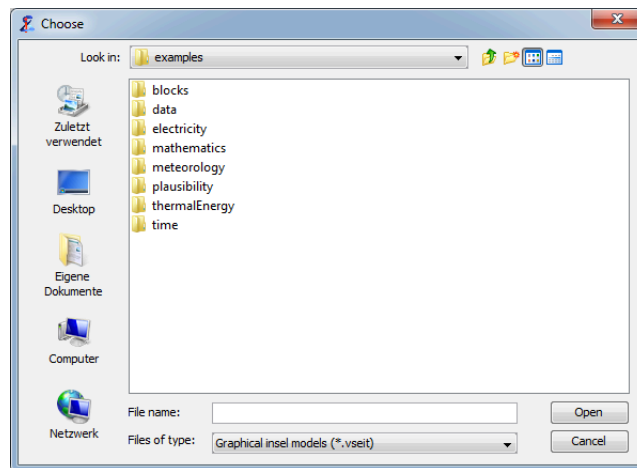 Choose
Look in: examples
Zuletzt
verwendet
Desktop
Eigene
Dokumente
Computer
Netzwerk
blocks
data
electricity
mathematics
meteorology
plausibility
thermalEnergy
time
File name: Open
Files of type: Graphical insel models (*.vseit) Cancel